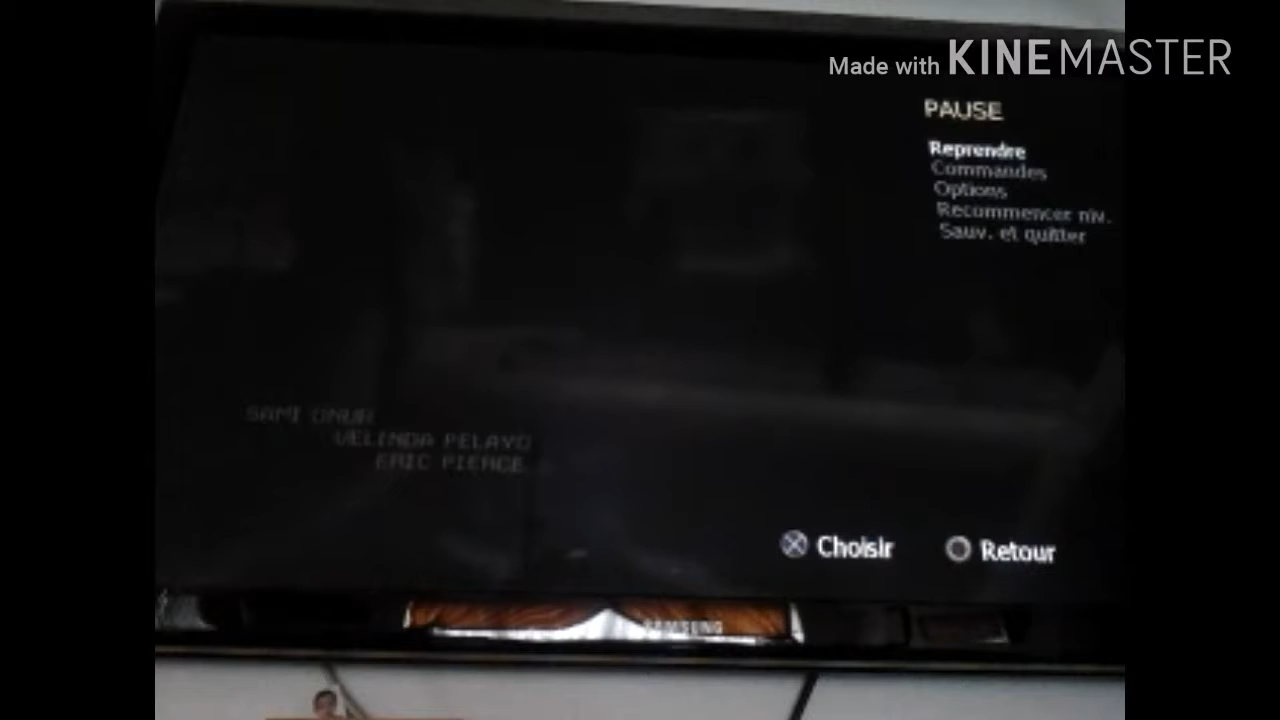 Made with KINEMASTER
PAUSE
Reprendre
Commandes
Options
Recommencer niv.
Sauv. et quitter
SAMI ONUR
VELINDA PELAYO
ERIC PIERCE
Choisir
Retour
SAMSUNG